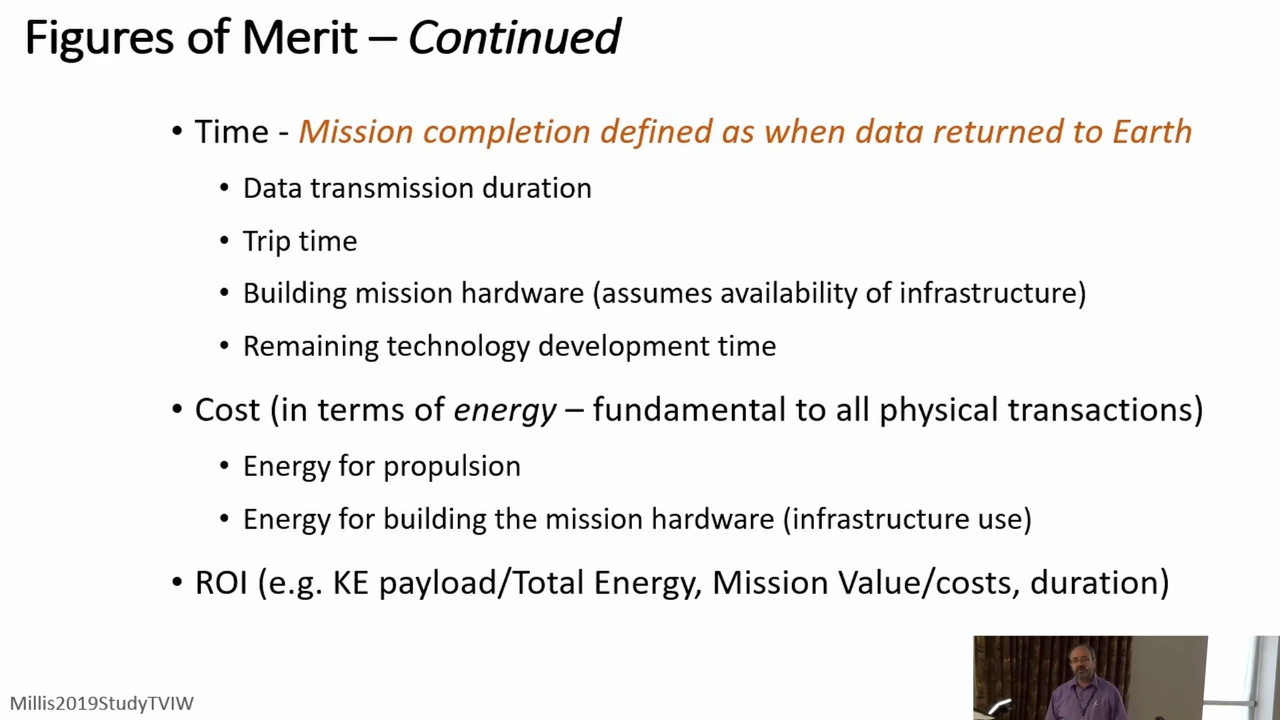 Figures of Merit – Continued
• Time - Mission completion defined as when data returned to Earth
• Data transmission duration
• Trip time
• Building mission hardware (assumes availability of infrastructure)
• Remaining technology development time
• Cost (in terms of energy – fundamental to all physical transactions)
• Energy for propulsion
• Energy for building the mission hardware (infrastructure use)
• ROI (e.g. KE payload/Total Energy, Mission Value/costs, duration)
Millis2019StudyTVIW